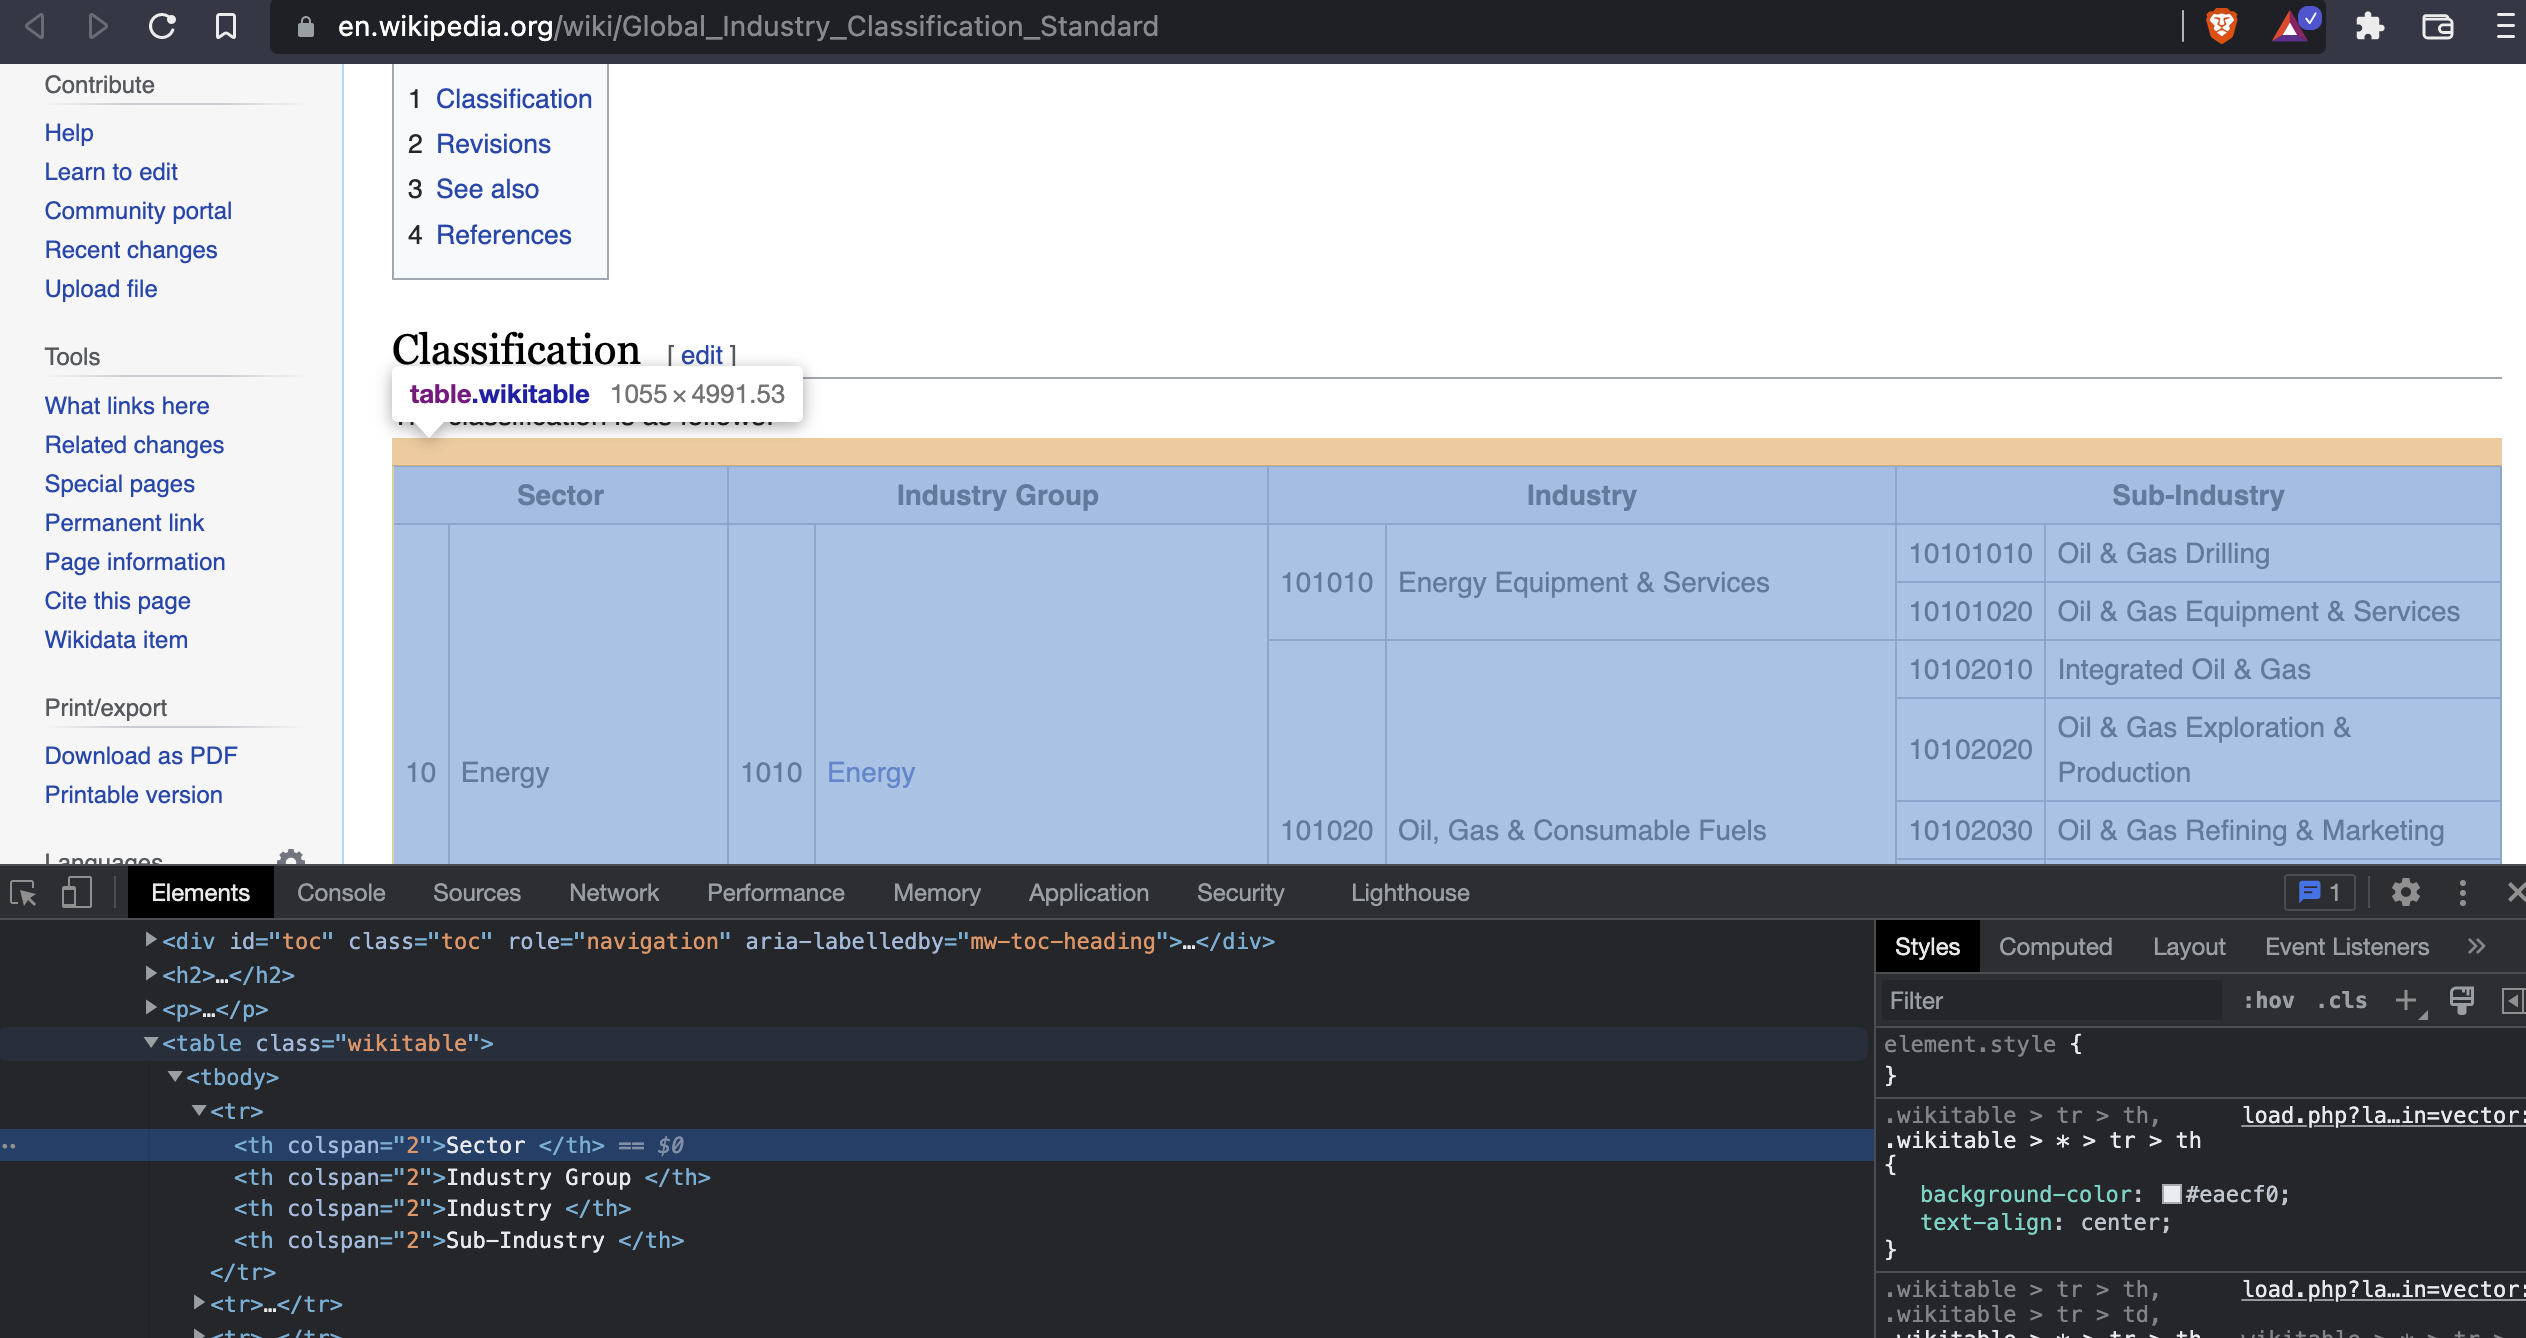 en.wikipedia.org/wiki/Global_Industry_Classification_Standard
Contribute
Help
Learn to edit
Community portal
Recent changes
Upload file
Tools
What links here
Related changes
Special pages
Permanent link
Page information
Cite this page
Wikidata item
Print/export
Download as PDF
Printable version
Languages
1 Classification
2 Revisions
3 See also
4 References
Classification [ edit ]
table.wikitable 1055 × 4991.53
classification is as follows:
Sector Industry Group Industry Sub-Industry
10 Energy 1010 Energy
101010 Energy Equipment & Services
10101010 Oil & Gas Drilling
10101020 Oil & Gas Equipment & Services
101020 Oil, Gas & Consumable Fuels
10102010 Integrated Oil & Gas
10102020 Oil & Gas Exploration &
Production
10102030 Oil & Gas Refining & Marketing
Elements Console Sources Network Performance Memory Application Security Lighthouse 1
<div id="toc" class="toc" role="navigation" aria-labelledby="mw-toc-heading">…</div>
<h2>…</h2>
<p>…</p>
<table class="wikitable">
<tbody>
<tr>
<th colspan="2">Sector </th> == $0
<th colspan="2">Industry Group </th>
<th colspan="2">Industry </th>
<th colspan="2">Sub-Industry </th>
</tr>
<tr>…</tr>
<tr>…</tr>
Styles Computed Layout Event Listeners »
Filter :hov .cls +
element.style {
}
.wikitable > tr > th, load.php?la…in=vector:
.wikitable > * > tr > th
{
background-color: #eaecf0;
text-align: center;
}
.wikitable > tr > th, load.php?la…in=vector:
.wikitable > tr > td,
.wikitable > * > tr > th, .wikitable > * > tr >